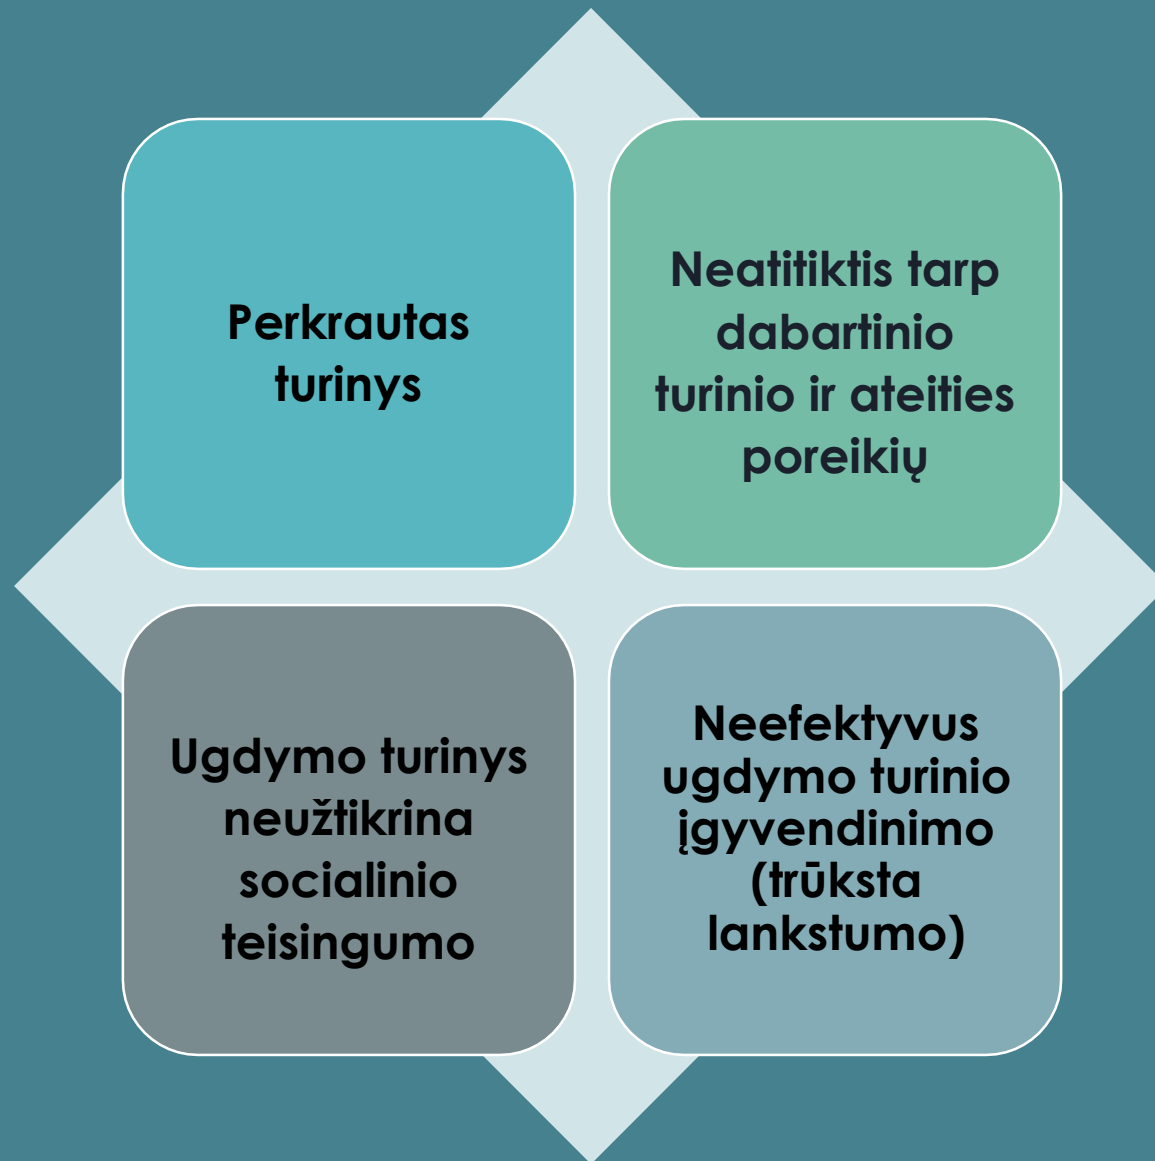 Perkrautas
turinys
Neatitiktis tarp
dabartinio
turinio ir ateities
poreikių
Ugdymo turinys
neužtikrina
socialinio
teisingumo
Neefektyvus
ugdymo turinio
įgyvendinimo
(trūksta
lankstumo)